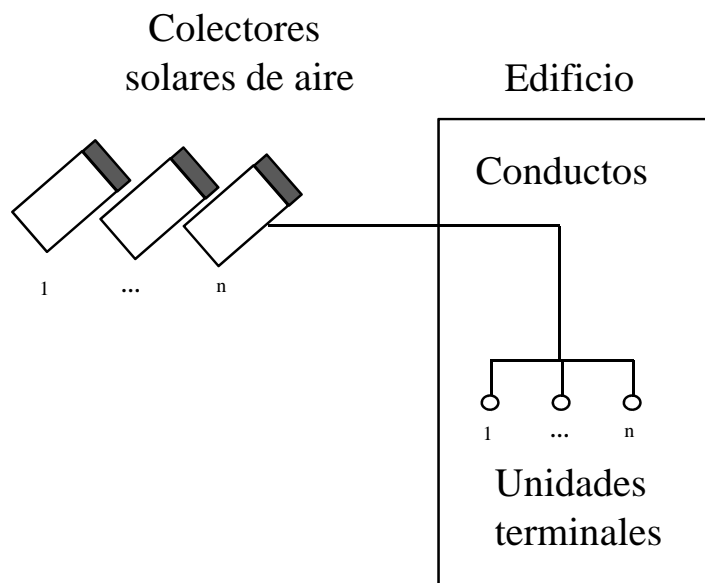 Colectores
solares de aire
Edificio
Conductos
1 ... n
1 ... n
Unidades
terminales